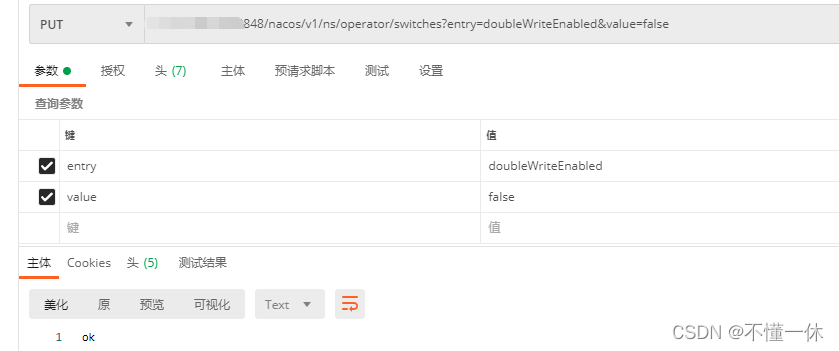 PUT 848/nacos/v1/ns/operator/switches?entry=doubleWriteEnabled&value=false
参数 授权 头 (7) 主体 预请求脚本 测试 设置
查询参数
键 值
entry doubleWriteEnabled
value false
键 值
主体 Cookies 头 (5) 测试结果
美化 原 预览 可视化 Text
1 ok
CSDN @不懂一休